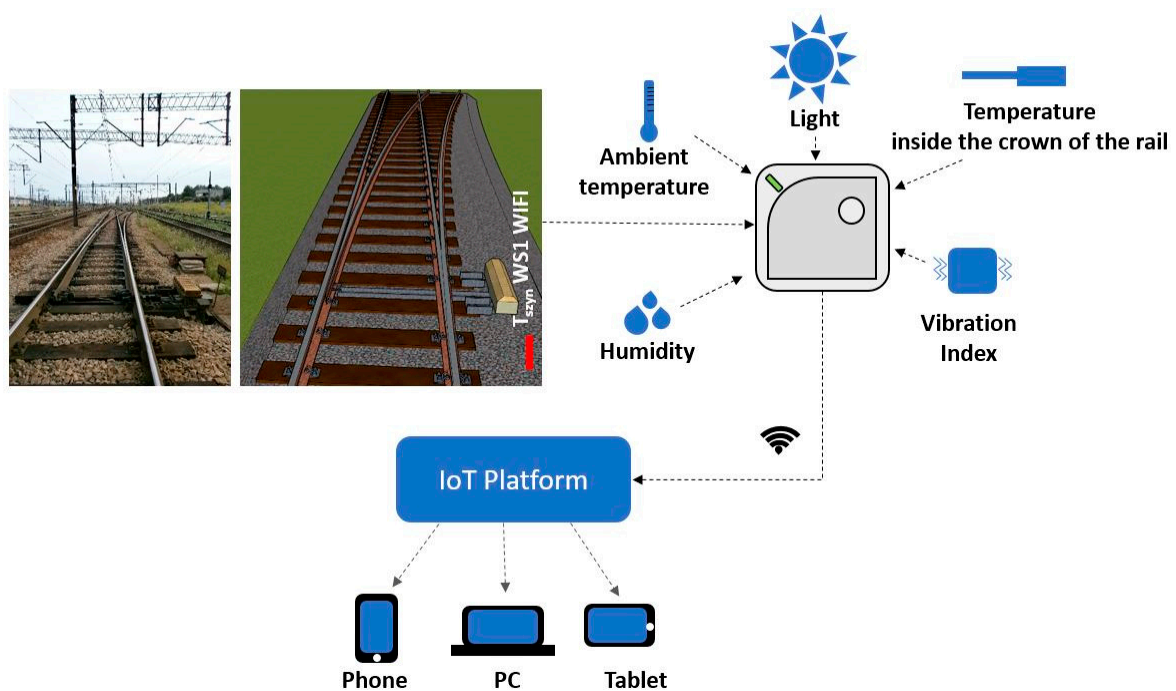 Light
Temperature
inside the crown of the rail
Ambient
temperature
T_szyn WS1 WIFI
Humidity
Vibration
Index
IoT Platform
Phone
PC
Tablet